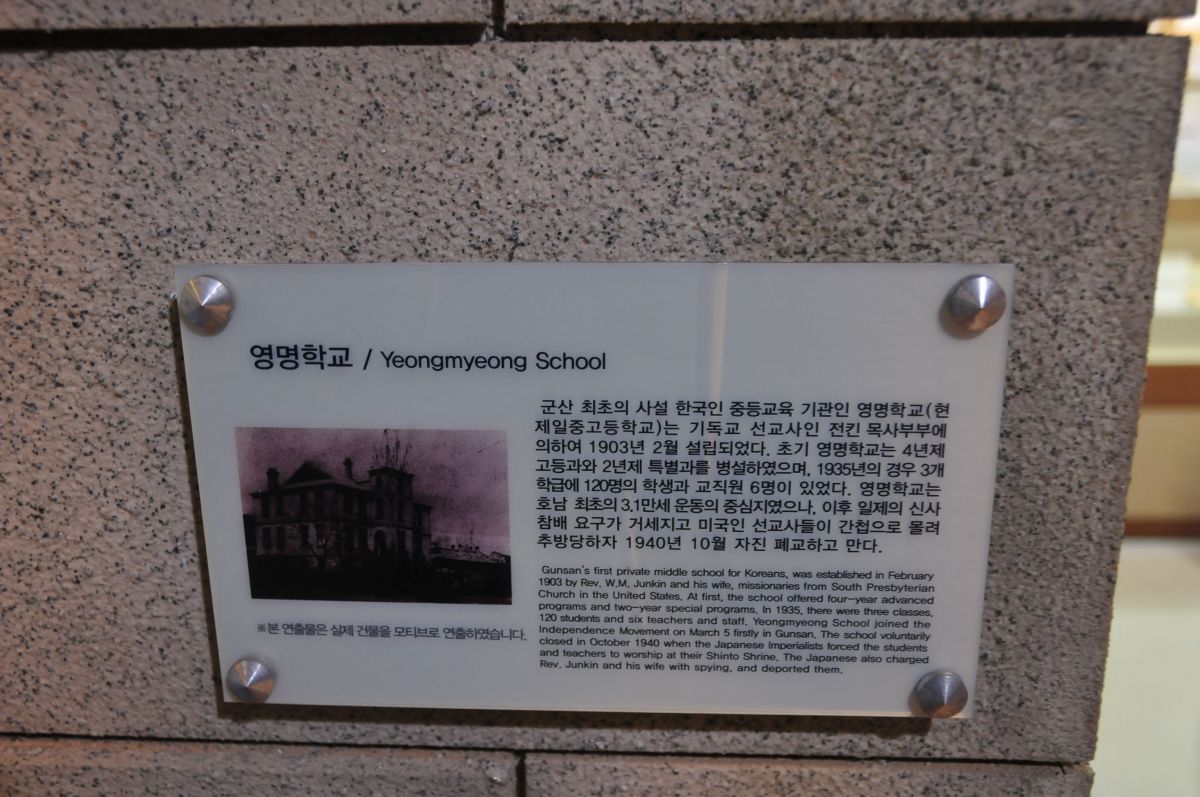 영명학교 / Yeongmyeong School
군산 최초의 사설 한국인 중등교육 기관인 영명학교(현
제일중고등학교)는 기독교 선교사인 전킨 목사부부에
의하여 1903년 2월 설립되었다. 초기 영명학교는 4년제
고등과와 2년제 특별과를 병설하였으며, 1935년의 경우 3개
학급에 120명의 학생과 교직원 6명이 있었다. 영명학교는
호남 최초의 3.1만세 운동의 중심지였으나, 이후 일제의 신사
참배 요구가 거세지고 미국인 선교사들이 간첩으로 몰려
추방당하자 1940년 10월 자진 폐교하고 만다.
Gunsan's first private middle school for Koreans, was established in February
1903 by Rev. W.M. Junkin and his wife, missionaries from South Presbyterian
Church in the United States. At first, the school offered four-year advanced
programs and two-year special programs. In 1935, there were three classes,
120 students and six teachers and staff. Yeongmyeong School joined the
Independence Movement on March 5 firstly in Gunsan. The school voluntarily
closed in October 1940 when the Japanese Imperialists forced the students
and teachers to worship at their Shinto Shrine. The Japanese also charged
Rev. Junkin and his wife with spying, and deported them.
※본 연출물은 실제 건물을 모티브로 연출하였습니다.